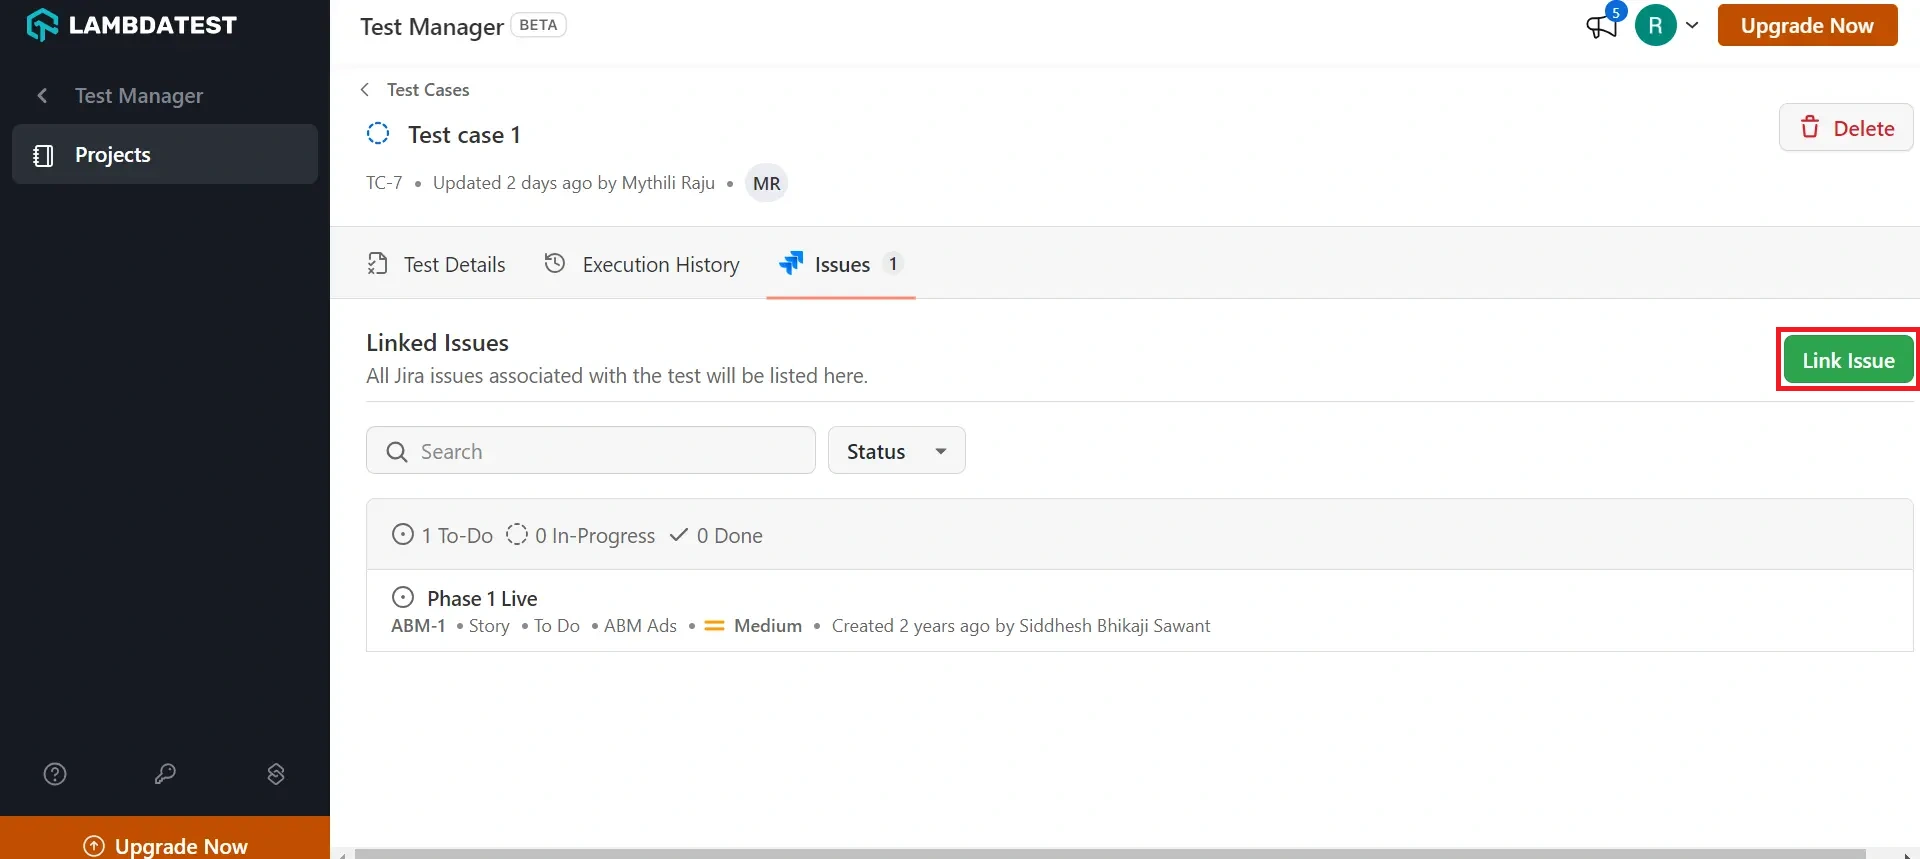 LAMBDATEST
Test Manager
Projects
Upgrade Now
Test Manager BETA
5
R
Upgrade Now
Test Cases
Test case 1
Delete
TC-7 • Updated 2 days ago by Mythili Raju • MR
Test Details Execution History Issues 1
Linked Issues
All Jira issues associated with the test will be listed here.
Link Issue
Search Status
1 To-Do 0 In-Progress 0 Done
Phase 1 Live
ABM-1 • Story • To Do • ABM Ads • Medium • Created 2 years ago by Siddhesh Bhikaji Sawant